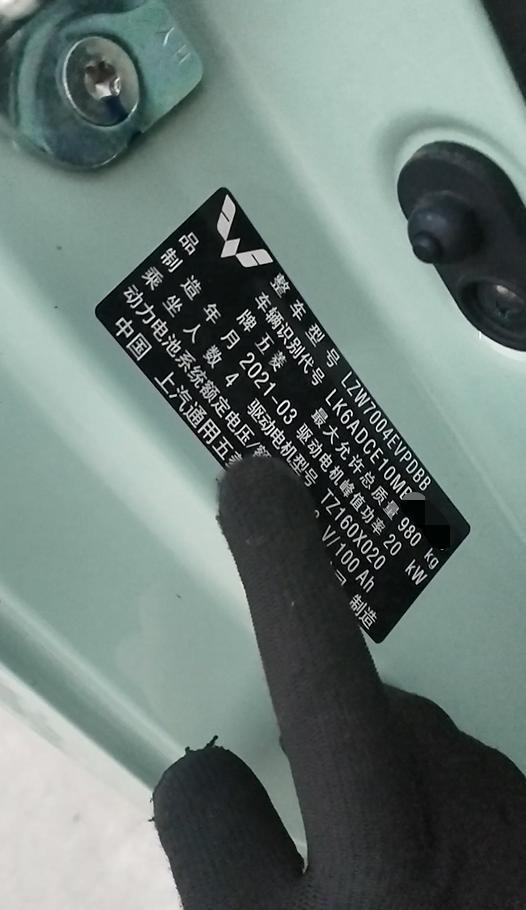 整车型号 LZW7004EVPDBB
车辆识别代号 LK6ADCE10M
品牌 五菱 最大允许总质量 980 kg
制造年月 2021-03 驱动电机峰值功率 20 kW
乘坐人数 4 驱动电机型号 TZ160X020
动力电池系统额定电压/ V/100 Ah
中国 上汽通用五 制造